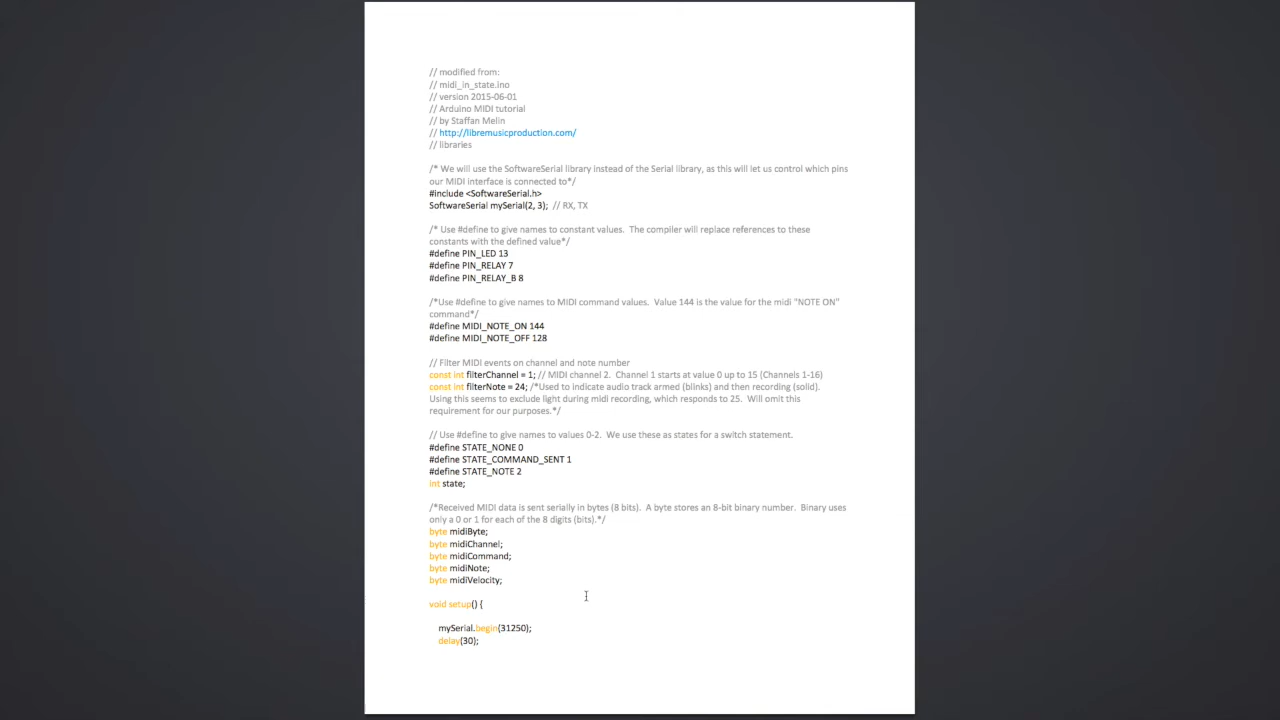 // modified from:
// midi_in_state.ino
// version 2015-06-01
// Arduino MIDI tutorial
// by Staffan Melin
// http://libremusicproduction.com/
// libraries
/* We will use the SoftwareSerial library instead of the Serial library, as this will let us control which pins
our MIDI interface is connected to*/
#include <SoftwareSerial.h>
SoftwareSerial mySerial(2, 3);  // RX, TX
/* Use #define to give names to constant values.  The compiler will replace references to these
constants with the defined value*/
#define PIN_LED 13
#define PIN_RELAY 7
#define PIN_RELAY_B 8
/*Use #define to give names to MIDI command values.  Value 144 is the value for the midi "NOTE ON"
command*/
#define MIDI_NOTE_ON 144
#define MIDI_NOTE_OFF 128
// Filter MIDI events on channel and note number
const int filterChannel = 1; // MIDI channel 2.  Channel 1 starts at value 0 up to 15 (Channels 1-16)
const int filterNote = 24; /*Used to indicate audio track armed (blinks) and then recording (solid).
Using this seems to exclude light during midi recording, which responds to 25.  Will omit this
requirement for our purposes.*/
// Use #define to give names to values 0-2.  We use these as states for a switch statement.
#define STATE_NONE 0
#define STATE_COMMAND_SENT 1
#define STATE_NOTE 2
int state;
/*Received MIDI data is sent serially in bytes (8 bits).  A byte stores an 8-bit binary number.  Binary uses
only a 0 or 1 for each of the 8 digits (bits).*/
byte midiByte;
byte midiChannel;
byte midiCommand;
byte midiNote;
byte midiVelocity;
void setup() {
mySerial.begin(31250);
delay(30);